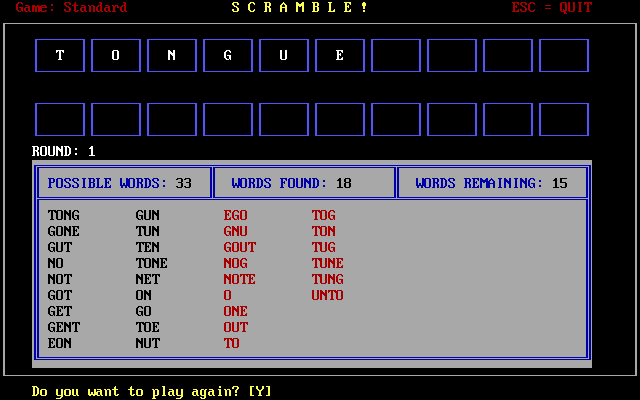 Game: Standard S C R A M B L E ! ESC = QUIT
T O N G U E
ROUND: 1
POSSIBLE WORDS: 33 WORDS FOUND: 18 WORDS REMAINING: 15
TONG GUN EGO TOG
GONE TUN GNU TON
GUT TEN GOUT TUG
NO TONE NOG TUNE
NOT NET NOTE TUNG
GOT ON O UNTO
GET GO ONE
GENT TOE OUT
EON NUT TO
Do you want to play again? [Y]